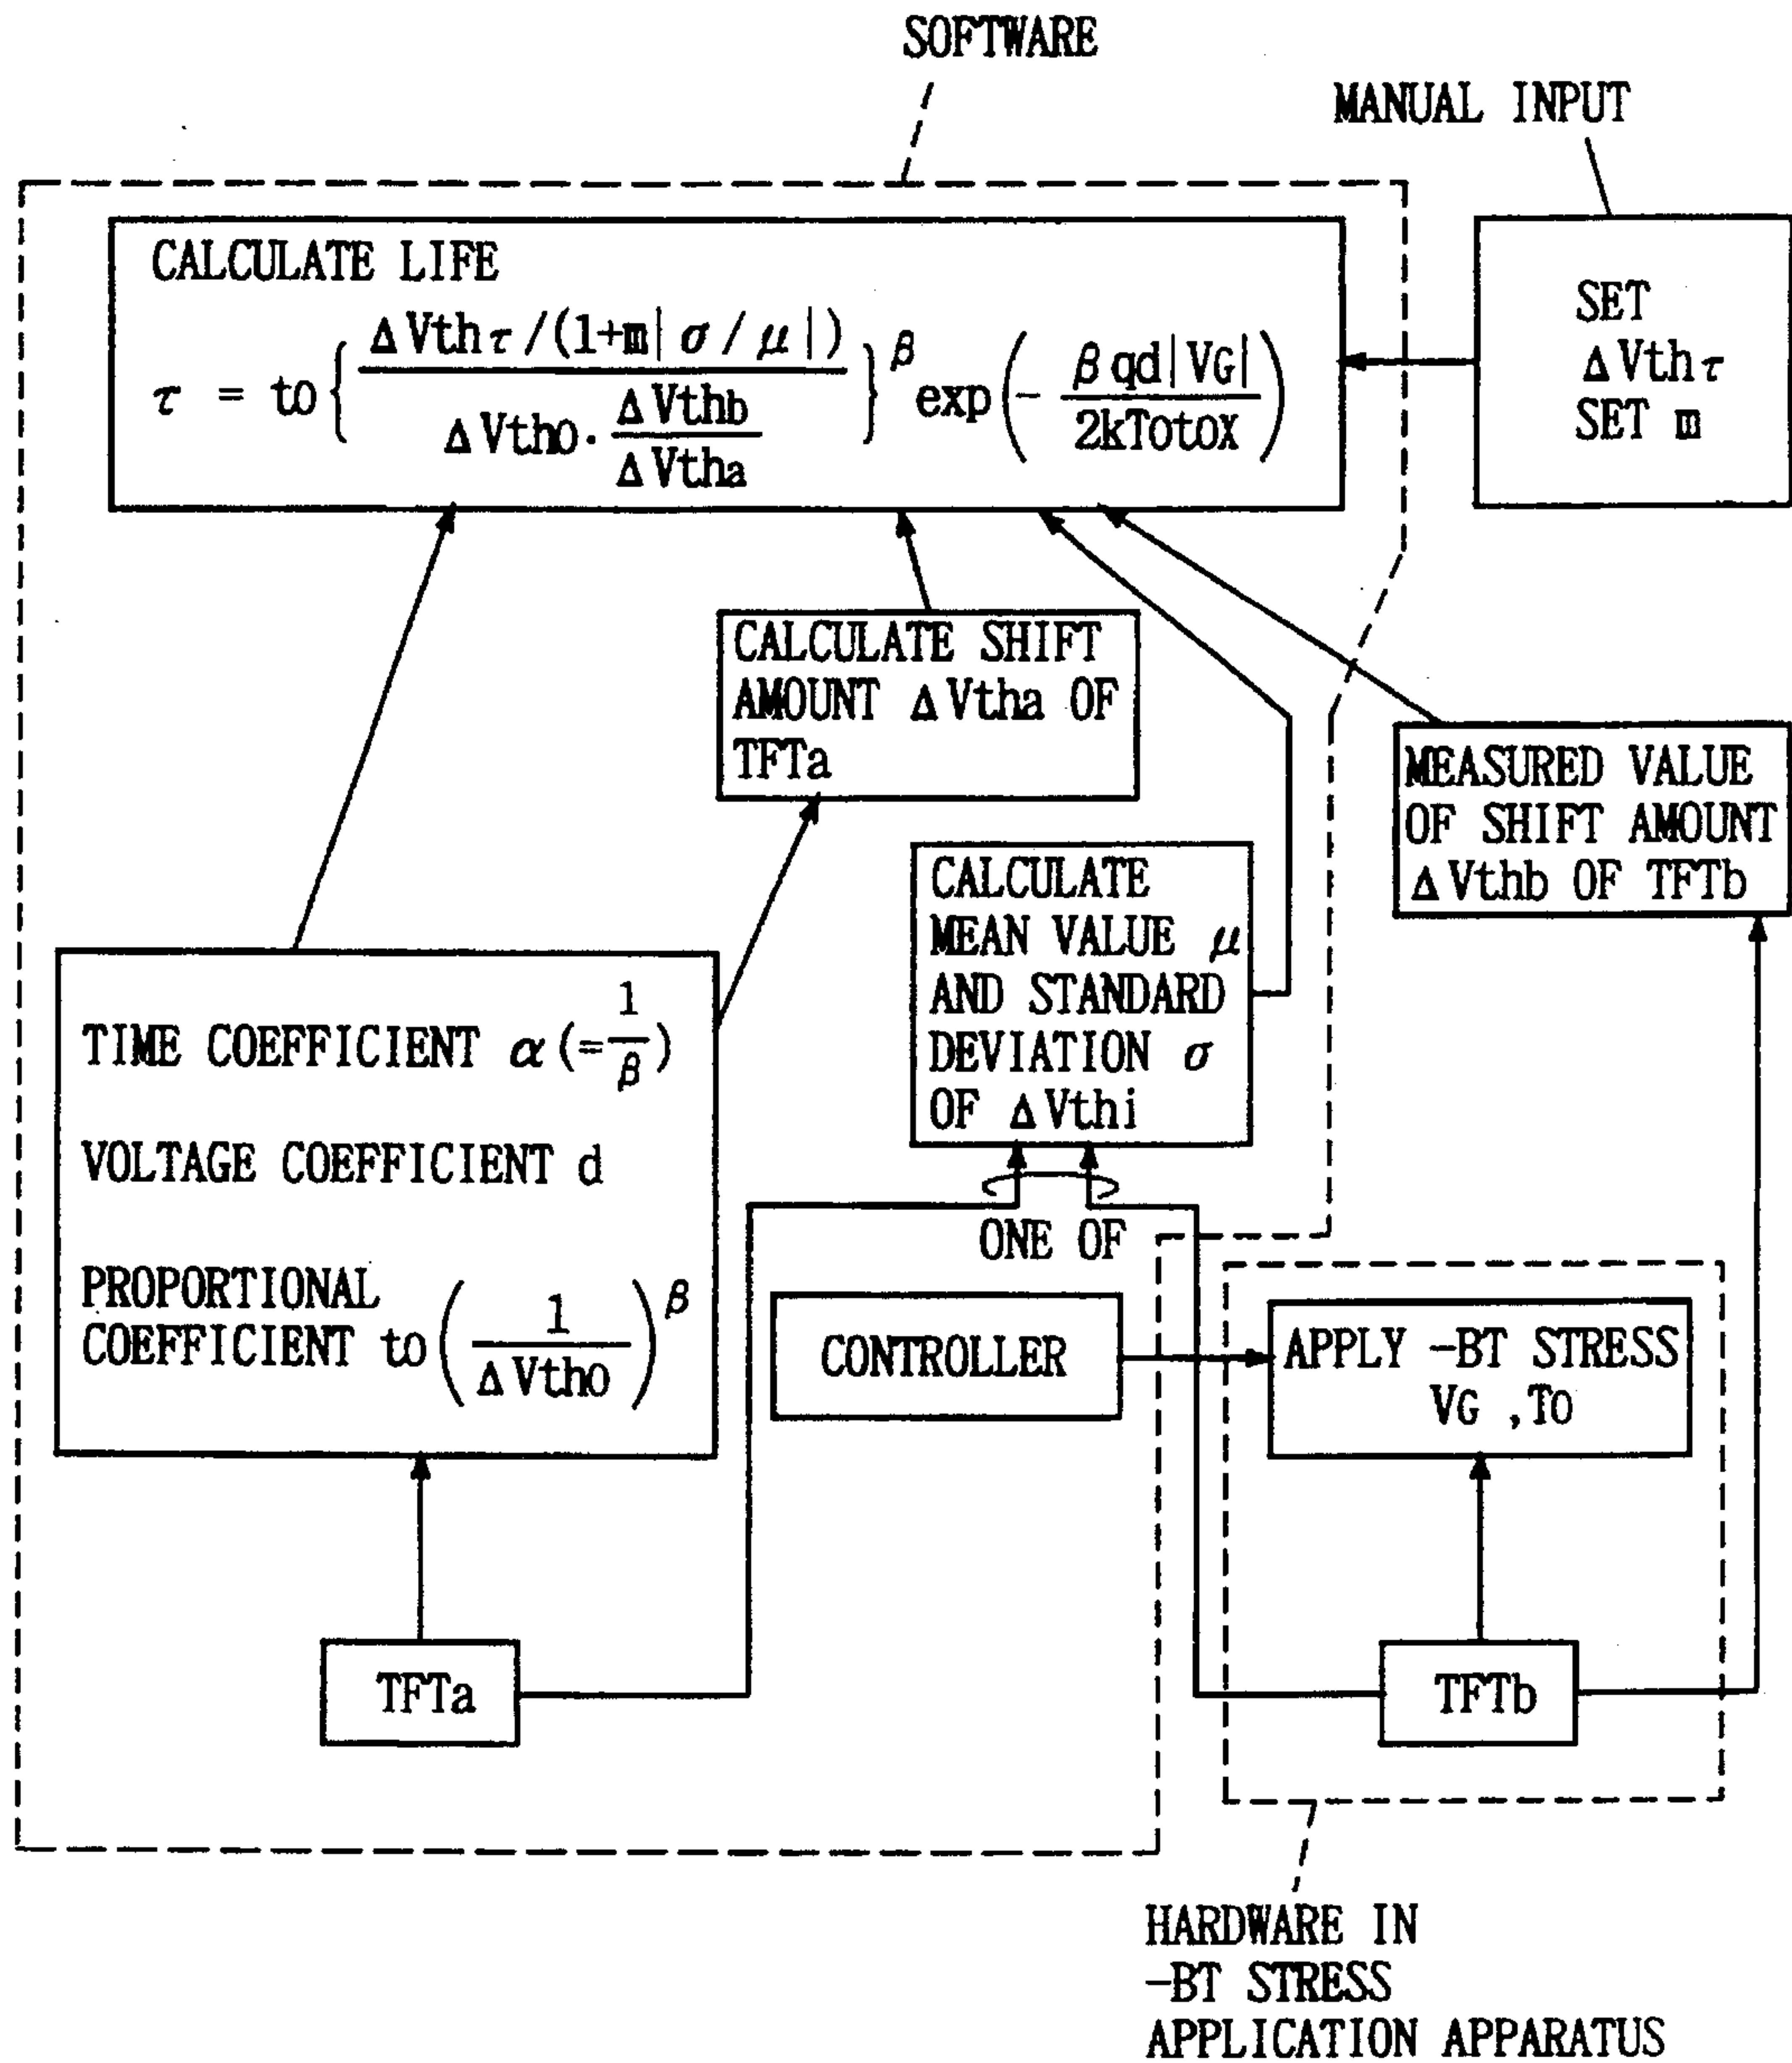 SOFTWARE
MANUAL INPUT
CALCULATE LIFE
τ = to { ΔVthτ/(1+m|σ/μ|) / ΔVtho·ΔVthb/ΔVtha }^β exp(- βqd|VG| / 2kTotox)
SET
ΔVthτ
SET m
CALCULATE SHIFT
AMOUNT ΔVtha OF
TFTa
MEASURED VALUE
OF SHIFT AMOUNT
ΔVthb OF TFTb
CALCULATE
MEAN VALUE μ
AND STANDARD
DEVIATION σ
OF ΔVthi
TIME COEFFICIENT α(=1/β)
VOLTAGE COEFFICIENT d
PROPORTIONAL
COEFFICIENT to(1/ΔVtho)^β
ONE OF
CONTROLLER
APPLY -BT STRESS
VG ,TO
TFTa
TFTb
HARDWARE IN
-BT STRESS
APPLICATION APPARATUS